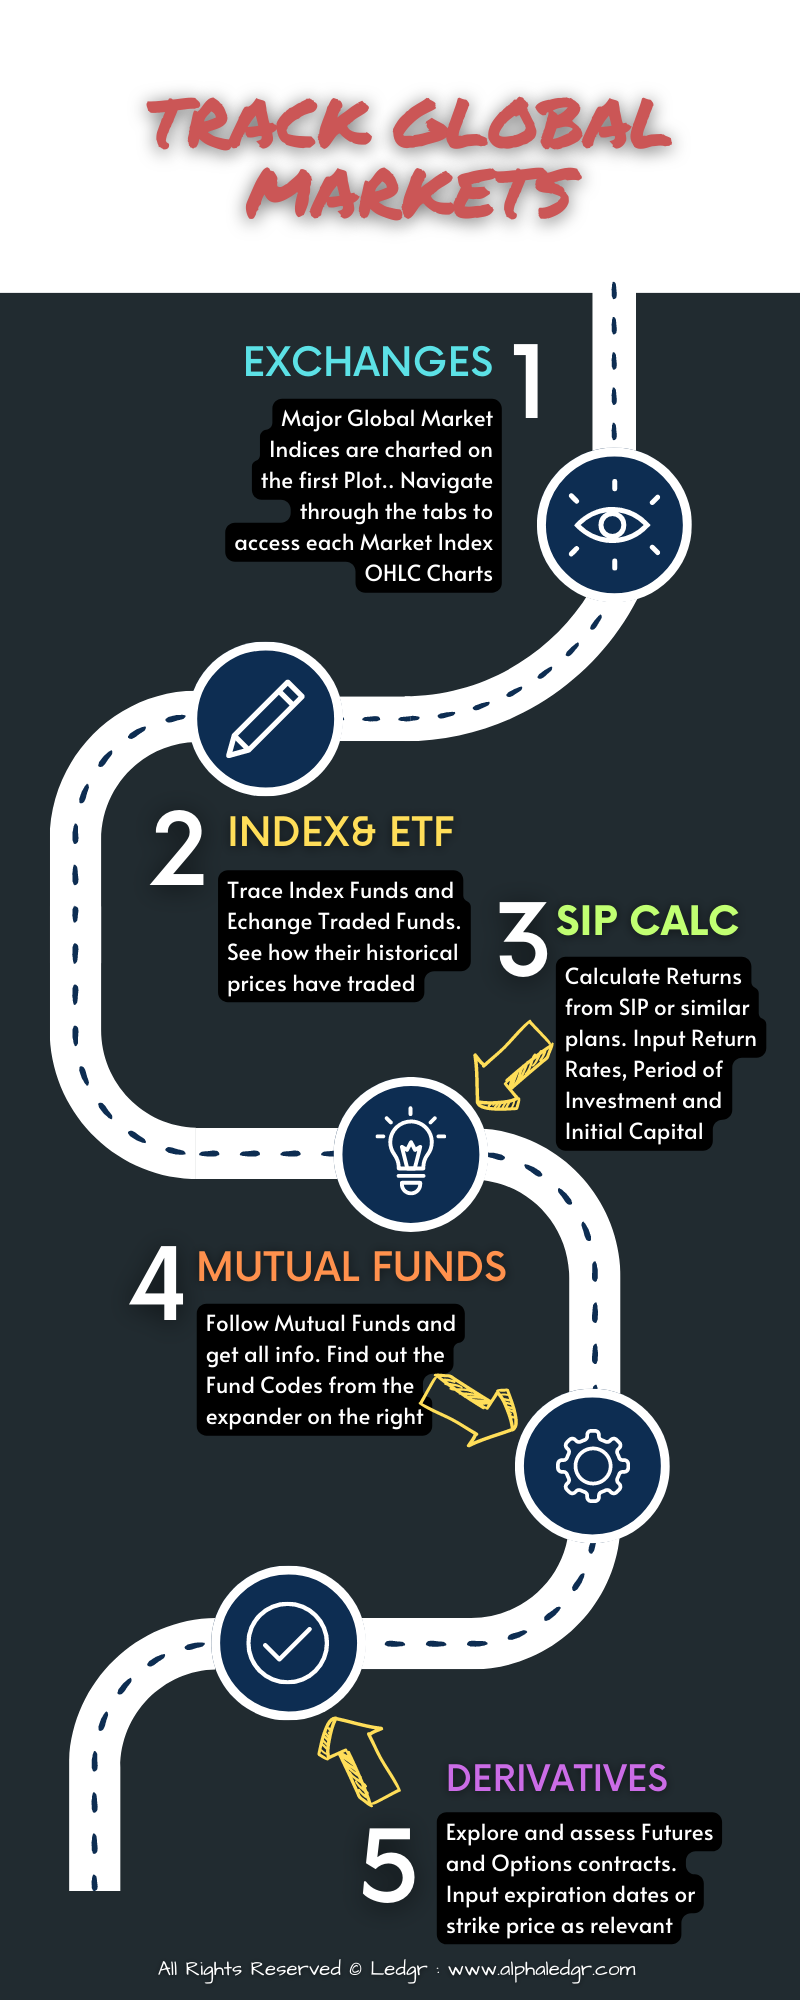 TRACK GLOBAL
MARKETS
EXCHANGES 1
Major Global Market
Indices are charted on
the first Plot.. Navigate
through the tabs to
access each Market Index
OHLC Charts
2 INDEX& ETF
Trace Index Funds and
Echange Traded Funds.
See how their historical
prices have traded
3 SIP CALC
Calculate Returns
from SIP or similar
plans. Input Return
Rates, Period of
Investment and
Initial Capital
4 MUTUAL FUNDS
Follow Mutual Funds and
get all info. Find out the
Fund Codes from the
expander on the right
DERIVATIVES
5
Explore and assess Futures
and Options contracts.
Input expiration dates or
strike price as relevant
All Rights Reserved © Ledgr : www.alphaledgr.com